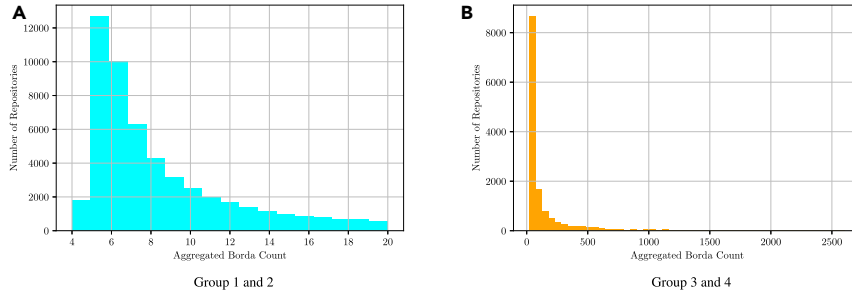 A
12000
10000
8000
6000
4000
2000
0
Number of Repositories
4 6 8 10 12 14 16 18 20
Aggregated Borda Count
Group 1 and 2
B
8000
6000
4000
2000
0
Number of Repositories
0 500 1000 1500 2000 2500
Aggregated Borda Count
Group 3 and 4